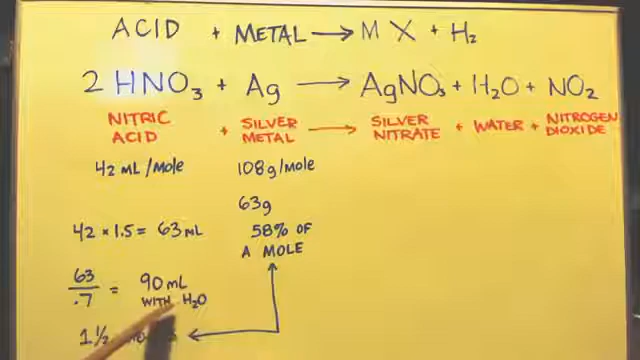 ACID + METAL → M X + H₂
2 HNO₃ + Ag → AgNO₃ + H₂O + NO₂
NITRIC ACID + SILVER METAL → SILVER NITRATE + WATER + NITROGEN DIOXIDE
42 ML/MOLE 108g/MOLE
63g
42 × 1.5 = 63 ML 58% OF
A MOLE
63/.7 = 90 ML
WITH H₂O
1 ½